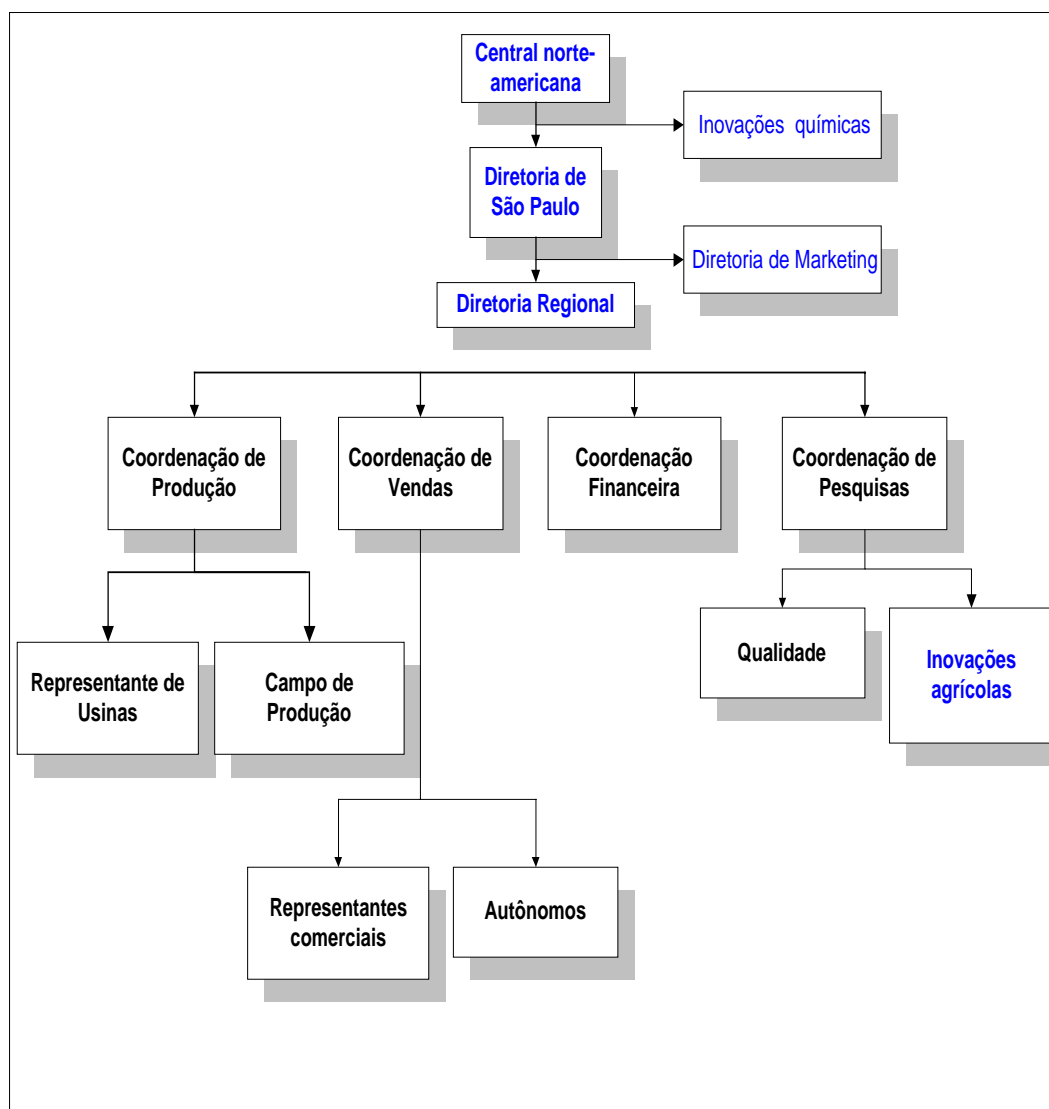 Central norte-
americana
Inovações químicas
Diretoria de
São Paulo
Diretoria de Marketing
Diretoria Regional
Coordenação de
Produção
Coordenação de
Vendas
Coordenação
Financeira
Coordenação de
Pesquisas
Representante de
Usinas
Campo de
Produção
Qualidade
Inovações
agrícolas
Representantes
comerciais
Autônomos